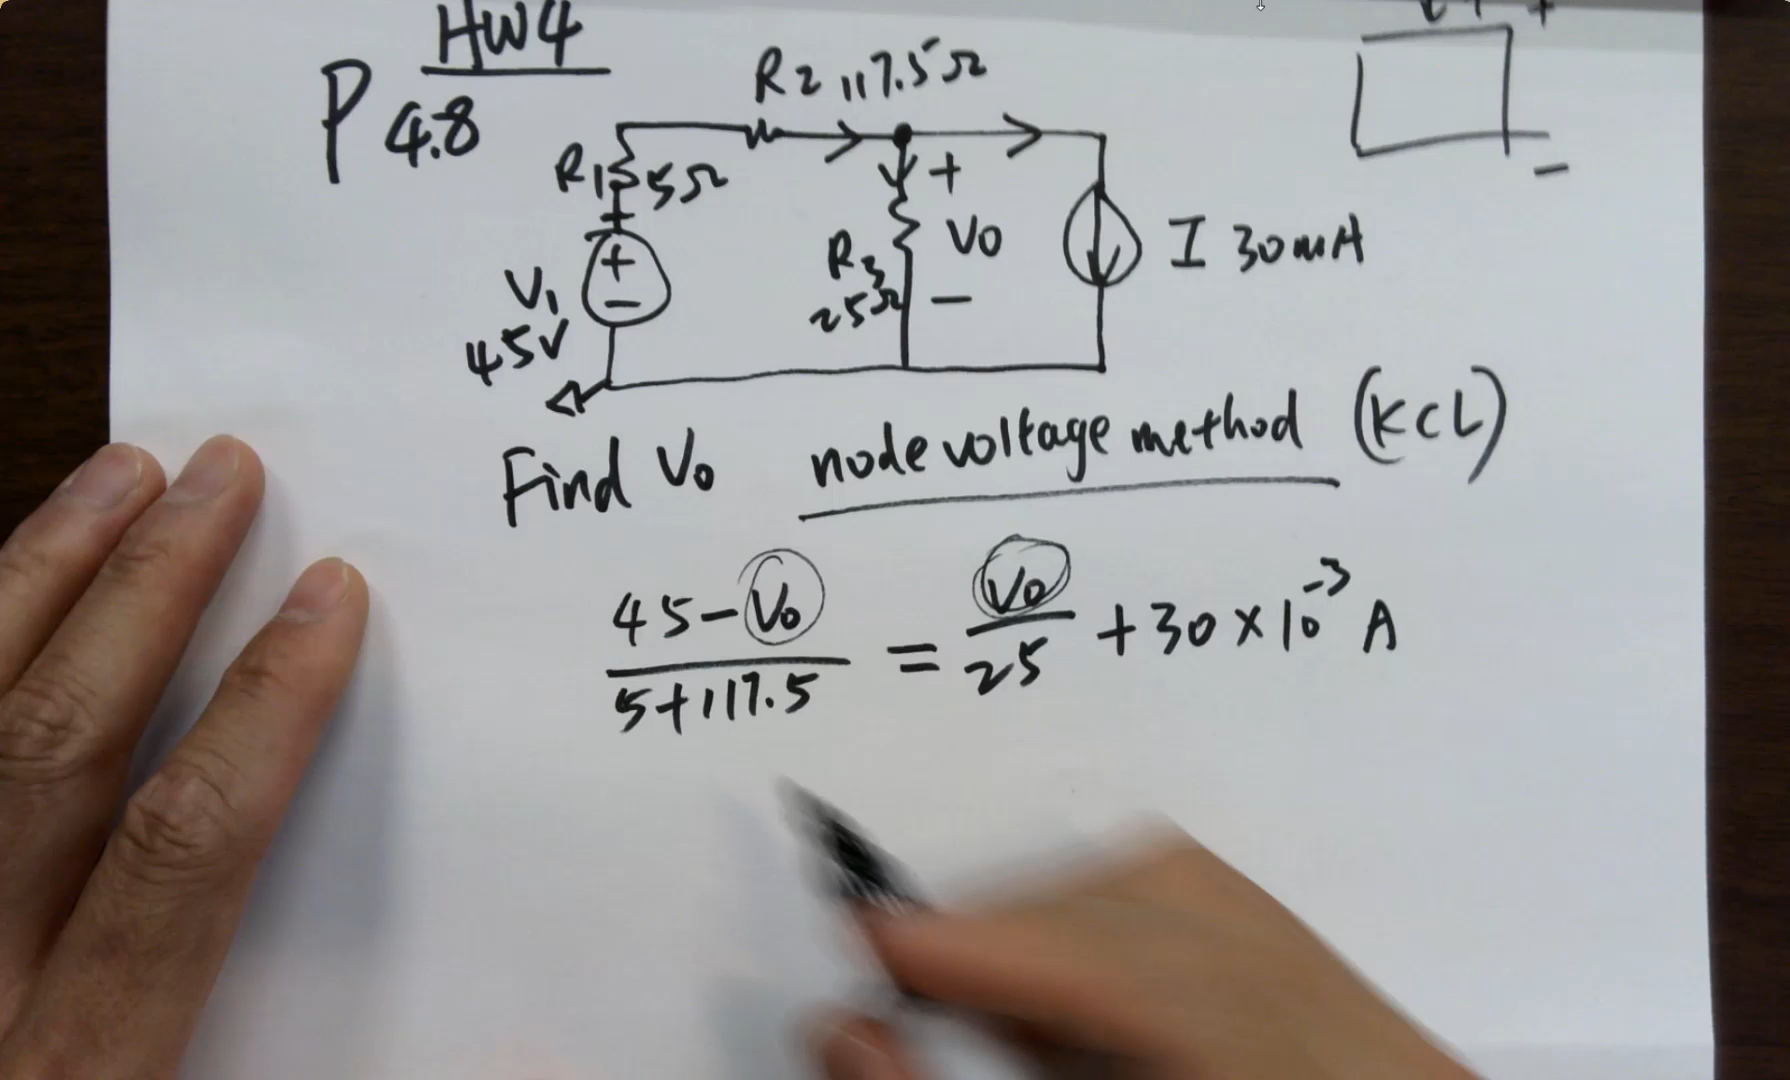 HW4
P 4.8
R2 117.5Ω
R1 5Ω
+
+
V1
45V
−
R3
25Ω
+
V0
−
I 30mA
+
−
Find V0 node voltage method (KCL)
45−V0 / 5+117.5 = V0 / 25 + 30×10^-3 A